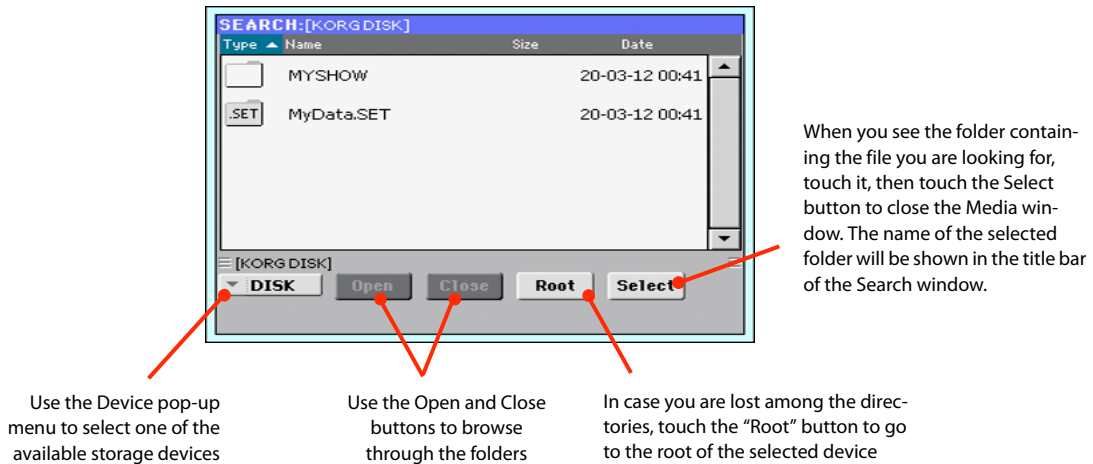 SEARCH:[KORG DISK]
Type Name Size Date
MYSHOW 20-03-12 00:41
.SET MyData.SET 20-03-12 00:41
[KORG DISK]
DISK Open Close Root Select
When you see the folder contain-
ing the file you are looking for,
touch it, then touch the Select
button to close the Media win-
dow. The name of the selected
folder will be shown in the title bar
of the Search window.
Use the Device pop-up
menu to select one of the
available storage devices
Use the Open and Close
buttons to browse
through the folders
In case you are lost among the direc-
tories, touch the “Root” button to go
to the root of the selected device